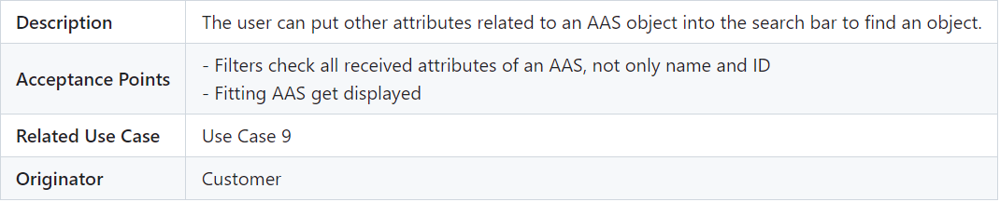 Description The user can put other attributes related to an AAS object into the search bar to find an object.
Acceptance Points - Filters check all received attributes of an AAS, not only name and ID
- Fitting AAS get displayed
Related Use Case Use Case 9
Originator Customer